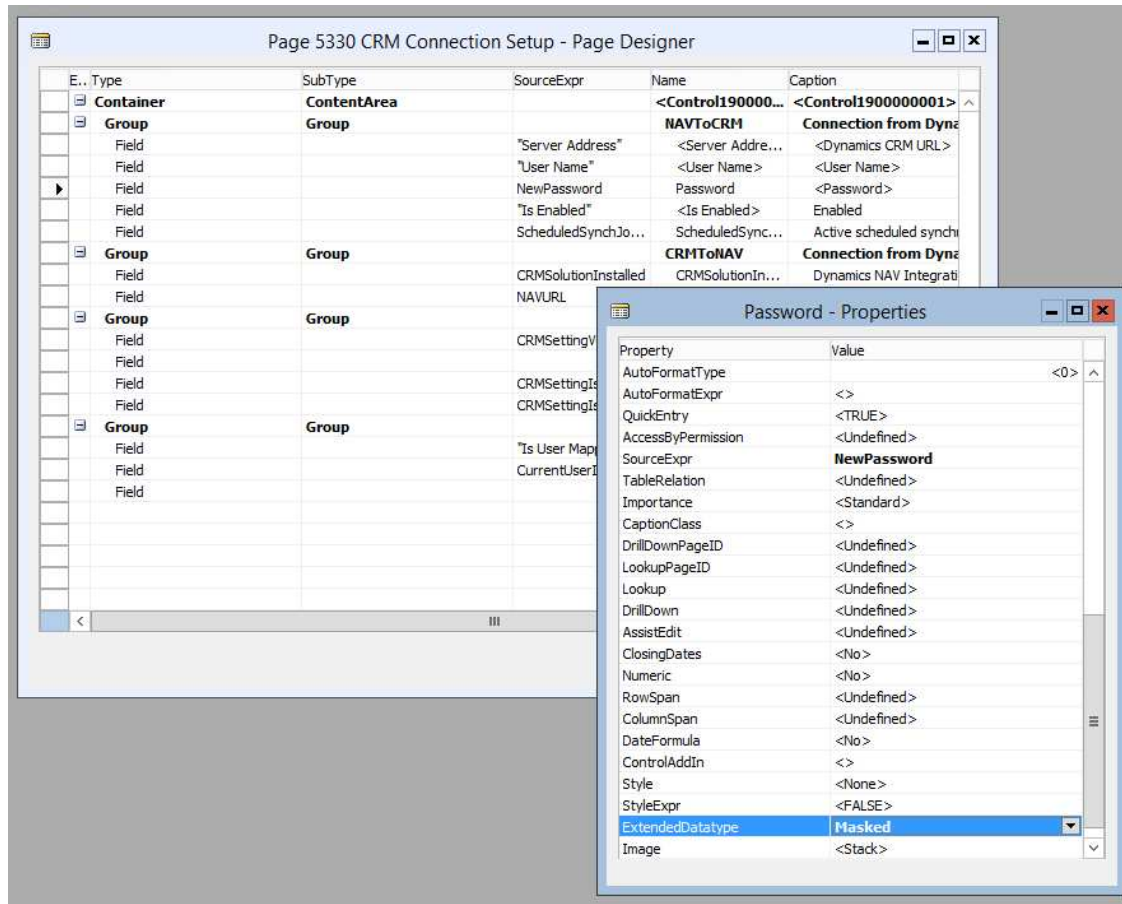 Page 5330 CRM Connection Setup - Page Designer
E.. Type SubType SourceExpr Name Caption
Container ContentArea <Control190000... <Control1900000001>
Group Group NAVToCRM Connection from Dyna
Field "Server Address" <Server Addre... <Dynamics CRM URL>
Field "User Name" <User Name> <User Name>
Field NewPassword Password <Password>
Field "Is Enabled" <Is Enabled> Enabled
Field ScheduledSynchJo... ScheduledSync... Active scheduled synchr
Group Group CRMToNAV Connection from Dyna
Field CRMSolutionInstalled CRMSolutionIn... Dynamics NAV Integrati
Field NAVURL
Group Group
Field CRMSettingV
Field
Field CRMSettingIs
Field CRMSettingIs
Group Group
Field "Is User Mapp
Field CurrentUserI
Field
Password - Properties
Property Value
AutoFormatType <0>
AutoFormatExpr <>
QuickEntry <TRUE>
AccessByPermission <Undefined>
SourceExpr NewPassword
TableRelation <Undefined>
Importance <Standard>
CaptionClass <>
DrillDownPageID <Undefined>
LookupPageID <Undefined>
Lookup <Undefined>
DrillDown <Undefined>
AssistEdit <Undefined>
ClosingDates <No>
Numeric <No>
RowSpan <Undefined>
ColumnSpan <Undefined>
DateFormula <No>
ControlAddIn <>
Style <None>
StyleExpr <FALSE>
ExtendedDatatype Masked
Image <Stack>